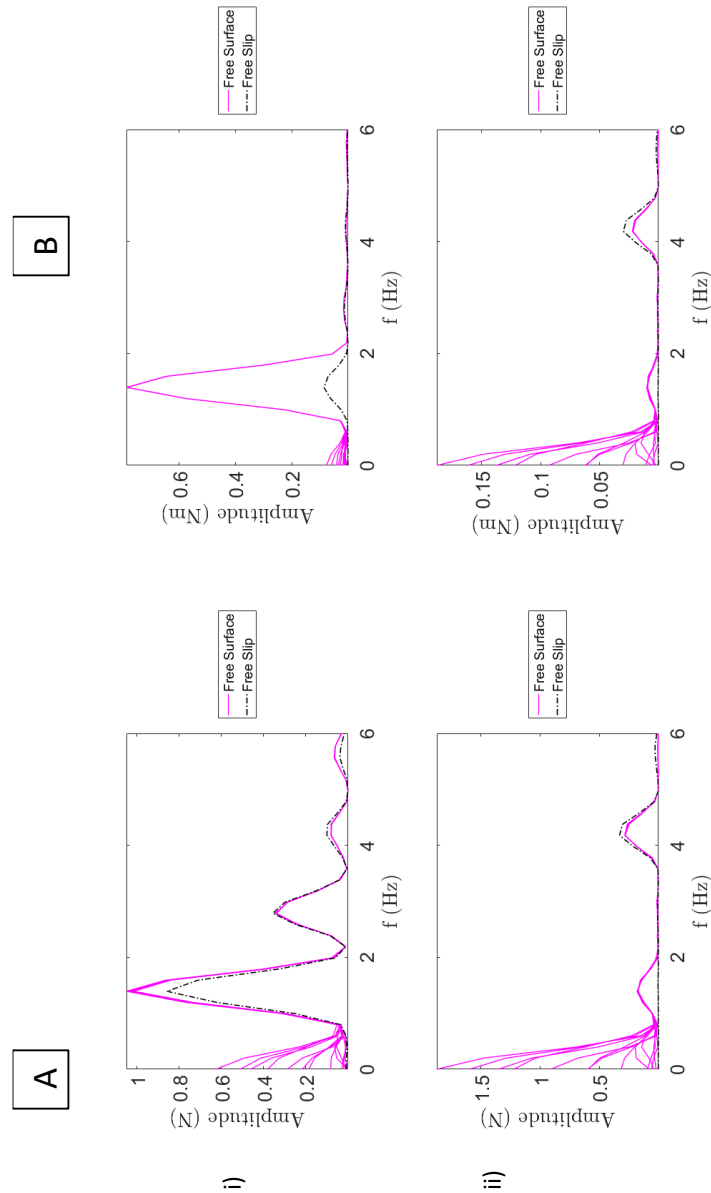 A
B
i)
Amplitude (N)
1
0.8
0.6
0.4
0.2
0 2 4 6
f (Hz)
Free Surface
Free Slip
Amplitude (Nm)
0.6
0.4
0.2
0 2 4 6
f (Hz)
Free Surface
Free Slip
ii)
Amplitude (N)
1.5
1
0.5
0 2 4 6
f (Hz)
Free Surface
Free Slip
Amplitude (Nm)
0.15
0.1
0.05
0 2 4 6
f (Hz)
Free Surface
Free Slip